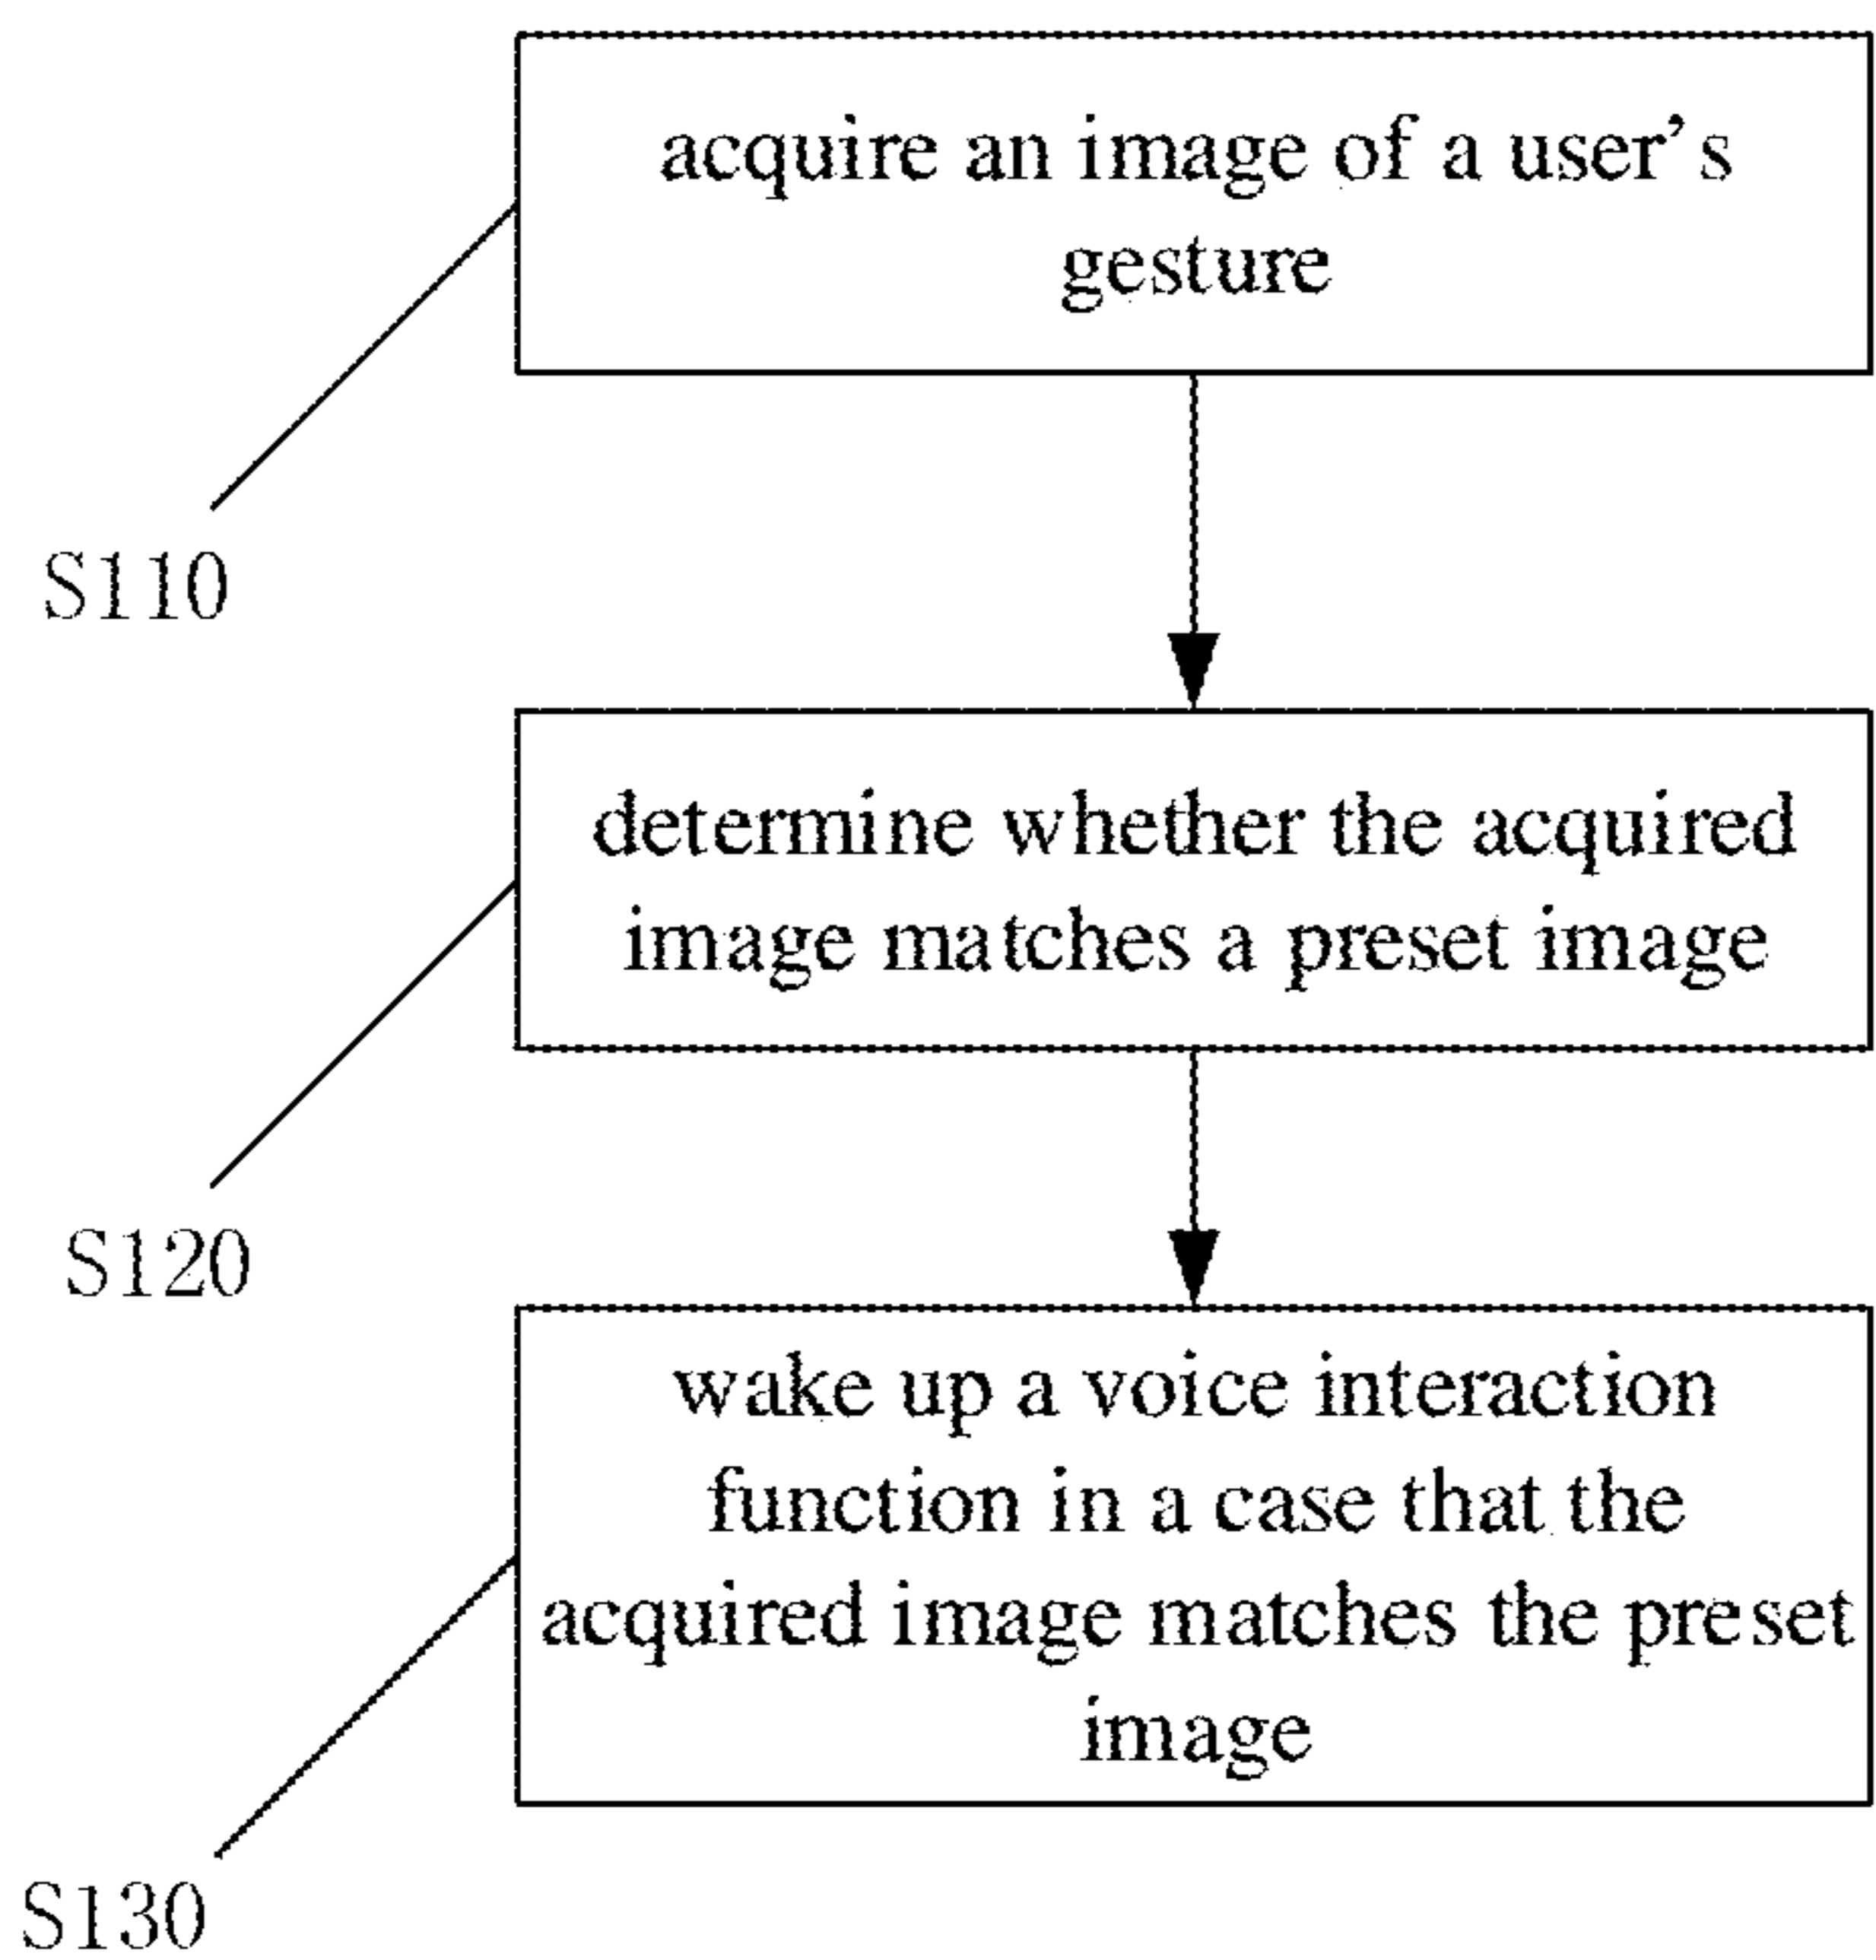 acquire an image of a user’s
gesture
S110
determine whether the acquired
image matches a preset image
S120
wake up a voice interaction
function in a case that the
acquired image matches the preset
image
S130